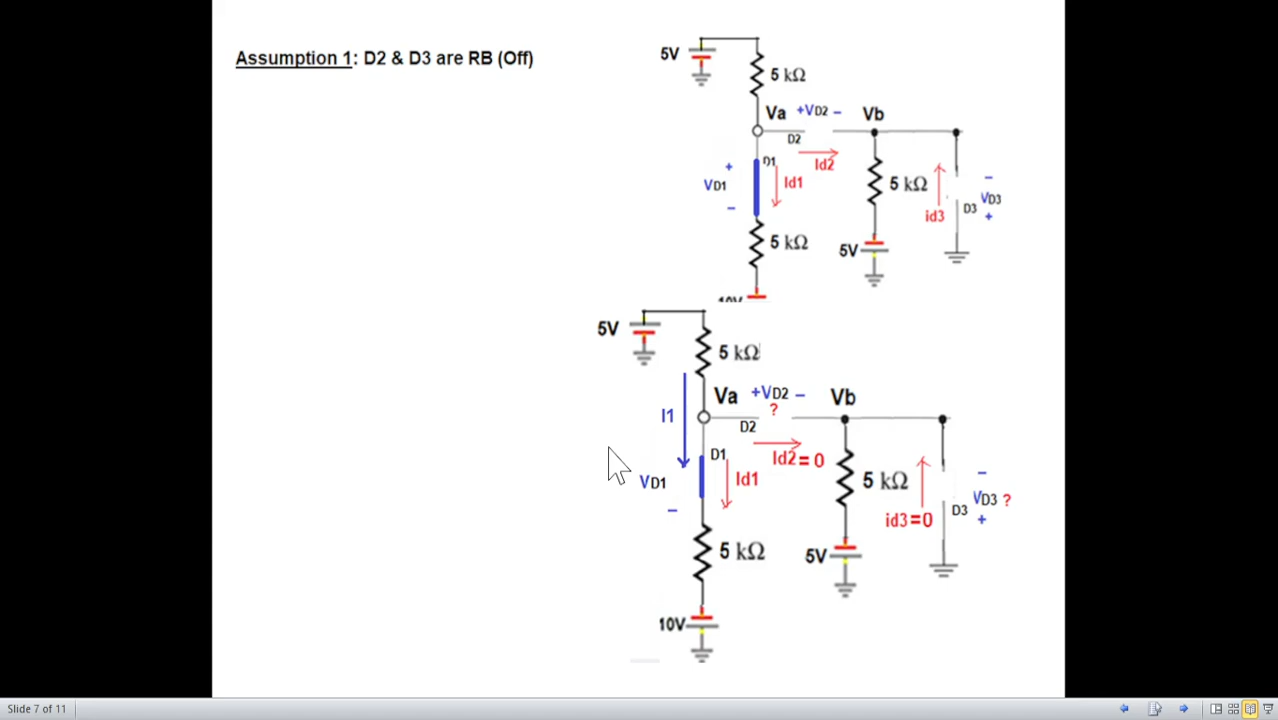 Assumption 1: D2 & D3 are RB (Off)
5V
5 kΩ
Va +VD2 – Vb
D2
D1
+
Id2
VD1
Id1
5 kΩ
–
VD3
id3
D3
+
–
5 kΩ
5V
10V
5V
5 kΩ
I1
Va +VD2 – Vb
?
D2
D1
Id2= 0
VD1
Id1
5 kΩ
–
VD3 ?
–
id3=0
D3
+
5 kΩ
5V
10V
Slide 7 of 11